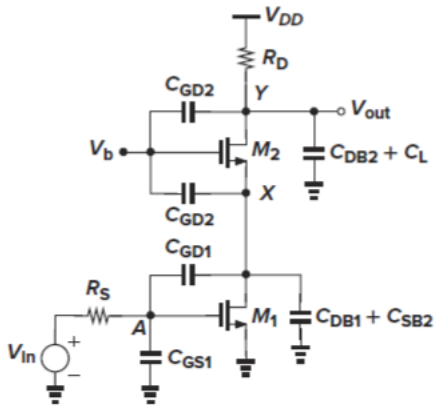 VDD
RD
CGD2
Y
Vout
Vb
M2
CDB2 + CL
CGD2
X
CGD1
RS
A
M1
CDB1 + CSB2
Vin
+
−
CGS1